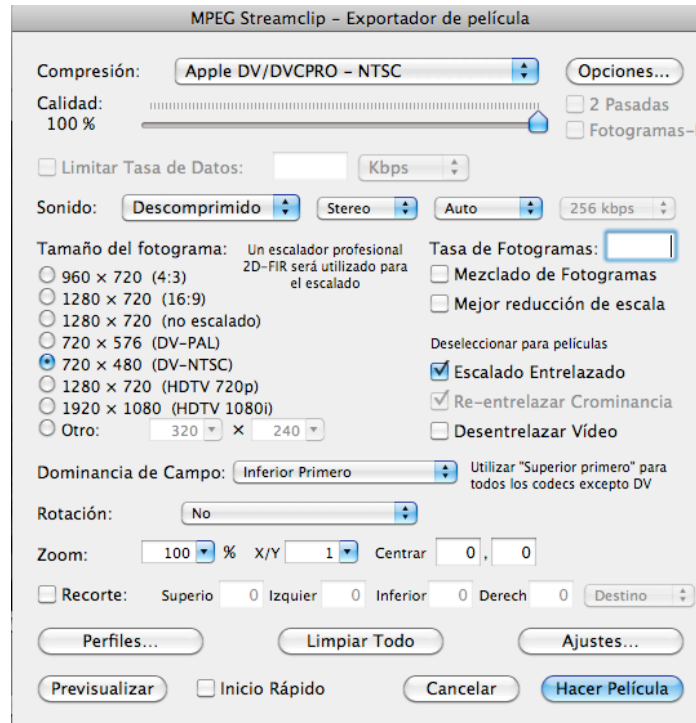 MPEG Streamclip – Exportador de película
Compresión: Apple DV/DVCPRO – NTSC Opciones...
Calidad: 2 Pasadas
100 % Fotogramas-
Limitar Tasa de Datos: Kbps
Sonido: Descomprimido Stereo Auto 256 kbps
Tamaño del fotograma: Un escalador profesional Tasa de Fotogramas:
960 × 720 (4:3) 2D-FIR será utilizado para Mezclado de Fotogramas
1280 × 720 (16:9) el escalado Mejor reducción de escala
1280 × 720 (no escalado)
720 × 576 (DV-PAL) Deseleccionar para películas
720 × 480 (DV-NTSC) Escalado Entrelazado
1280 × 720 (HDTV 720p) Re-entrelazar Crominancia
1920 × 1080 (HDTV 1080i)
Otro: 320 × 240 Desentrelazar Vídeo
Dominancia de Campo: Inferior Primero Utilizar "Superior primero" para
todos los codecs excepto DV
Rotación: No
Zoom: 100 % X/Y 1 Centrar 0 , 0
Recorte: Superio 0 Izquier 0 Inferior 0 Derech 0 Destino
Perfiles... Limpiar Todo Ajustes...
Previsualizar Inicio Rápido Cancelar Hacer Película